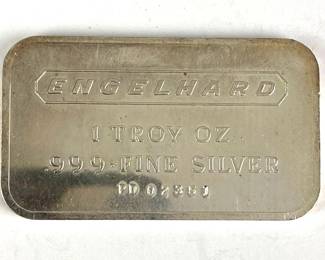 ENGELHARD
1 TROY OZ
.999+FINE SILVER